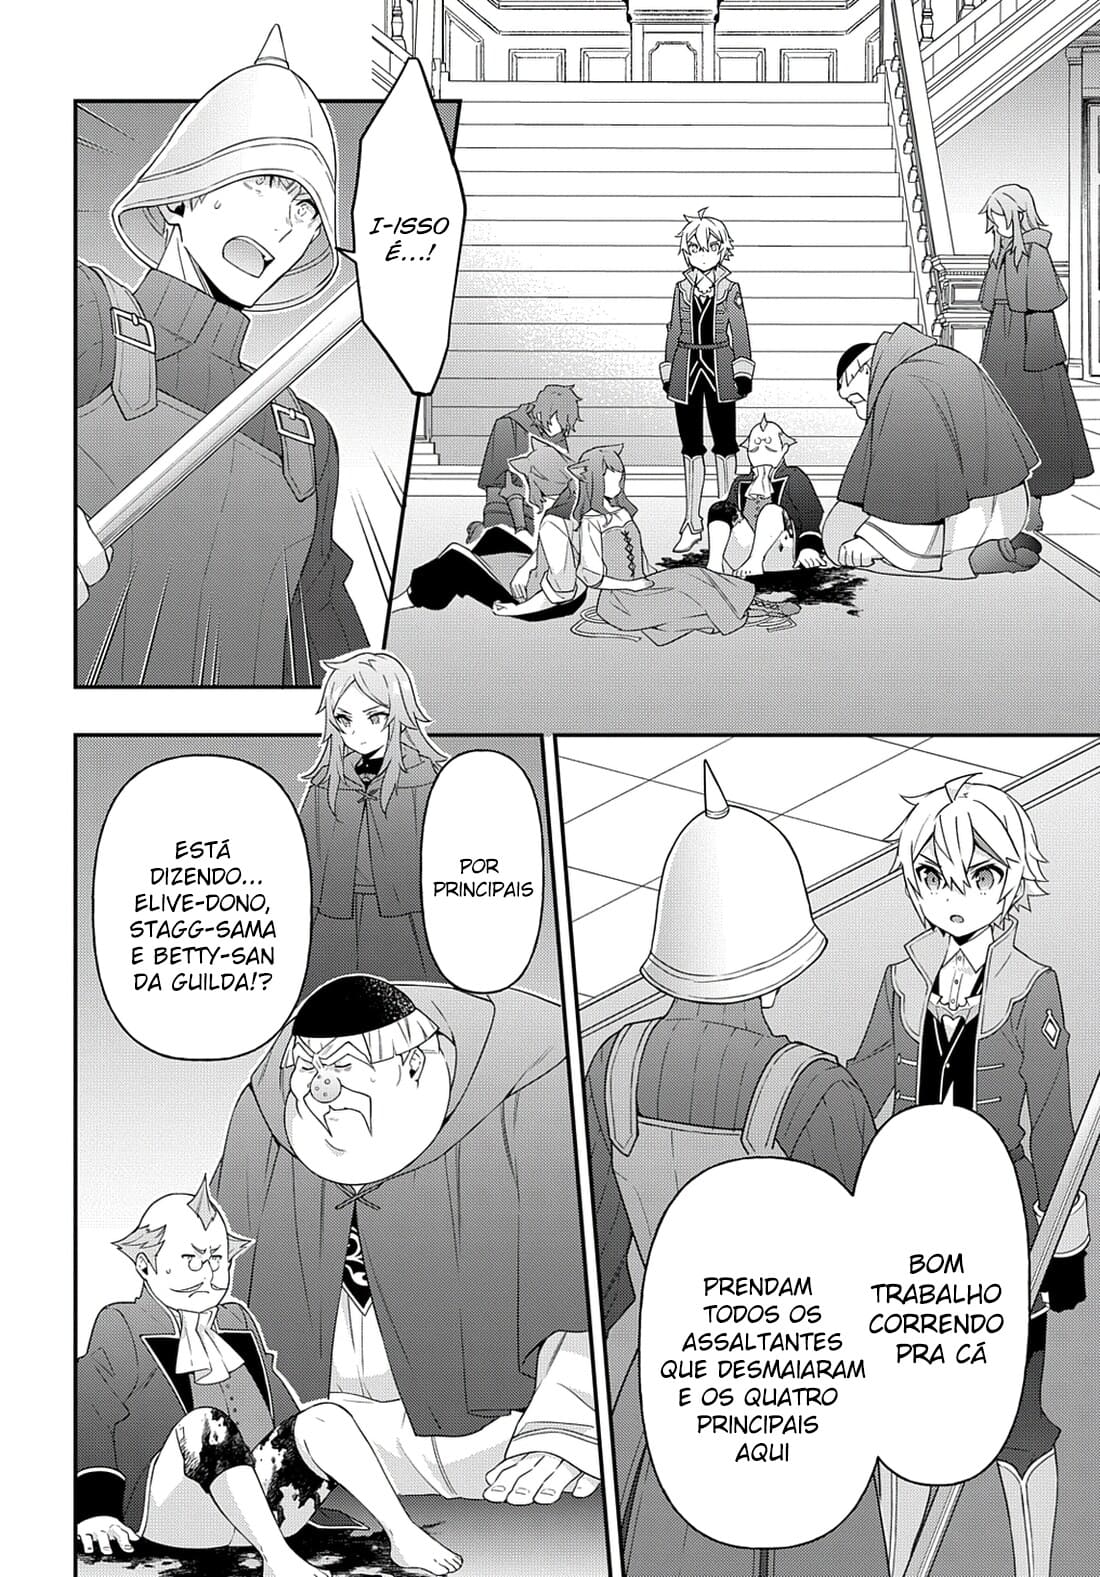 I-ISSO
É...!
BOM
TRABALHO
CORRENDO
PRA CÁ
PRENDAM
TODOS OS
ASSALTANTES
QUE DESMAIARAM
E OS QUATRO
PRINCIPAIS
AQUI
POR
PRINCIPAIS
ESTÁ
DIZENDO...
ELIVE-DONO,
STAGG-SAMA
E BETTY-SAN
DA GUILDA!?